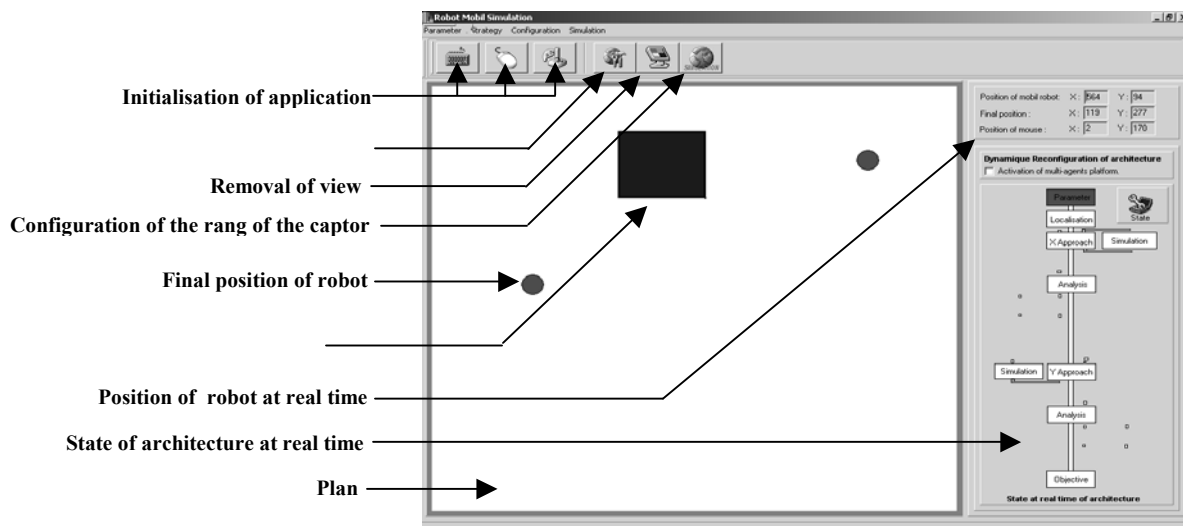 Robot Mobil Simulation
Parameter Strategy Configuration Simulation
Initialisation of application
Removal of view
Configuration of the rang of the captor
Final position of robot
Position of robot at real time
State of architecture at real time
Plan
Position of mobil robot: X: 564 Y: 94
Final position : X: 119 Y: 277
Position of mouse : X: 2 Y: 170
Dynamique Reconfiguration of architecture
Activation of multi-agents platform.
Parameter
State
Localisation
X Approach Simulation
Analysis
Simulation Y Approach
Analysis
Objective
State at real time of architecture